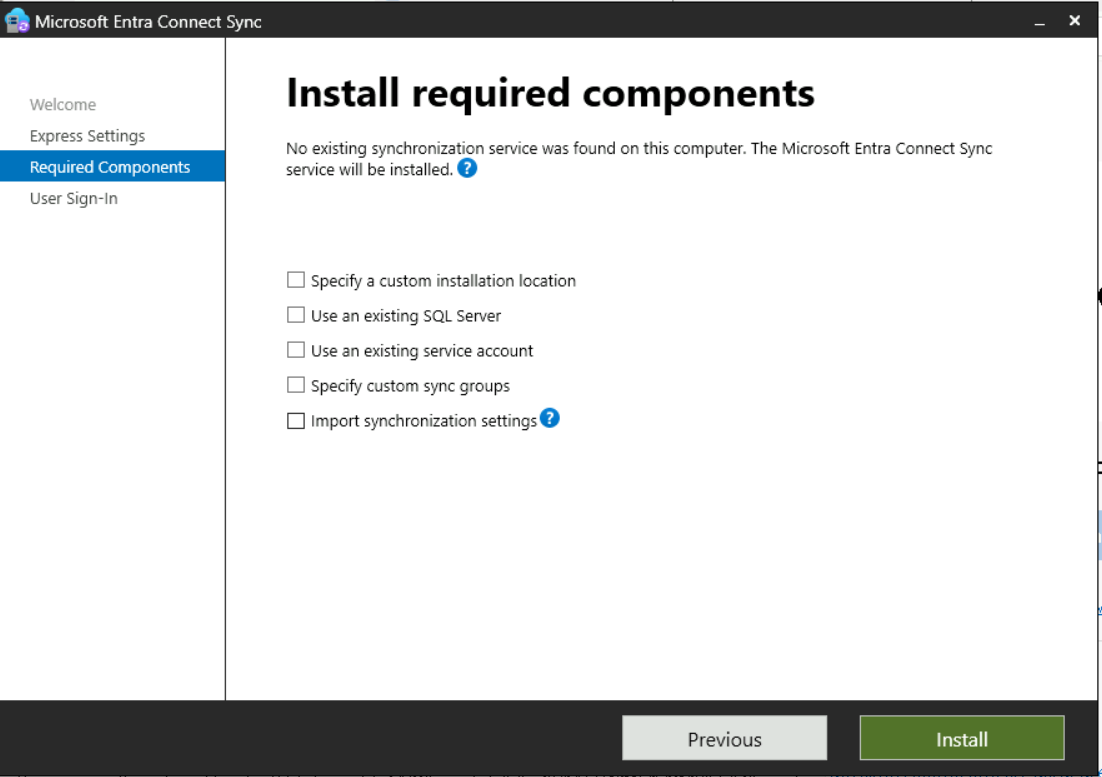 Microsoft Entra Connect Sync
Welcome
Express Settings
Required Components
User Sign-In
Install required components
No existing synchronization service was found on this computer. The Microsoft Entra Connect Sync
service will be installed. ?
Specify a custom installation location
Use an existing SQL Server
Use an existing service account
Specify custom sync groups
Import synchronization settings ?
Previous
Install